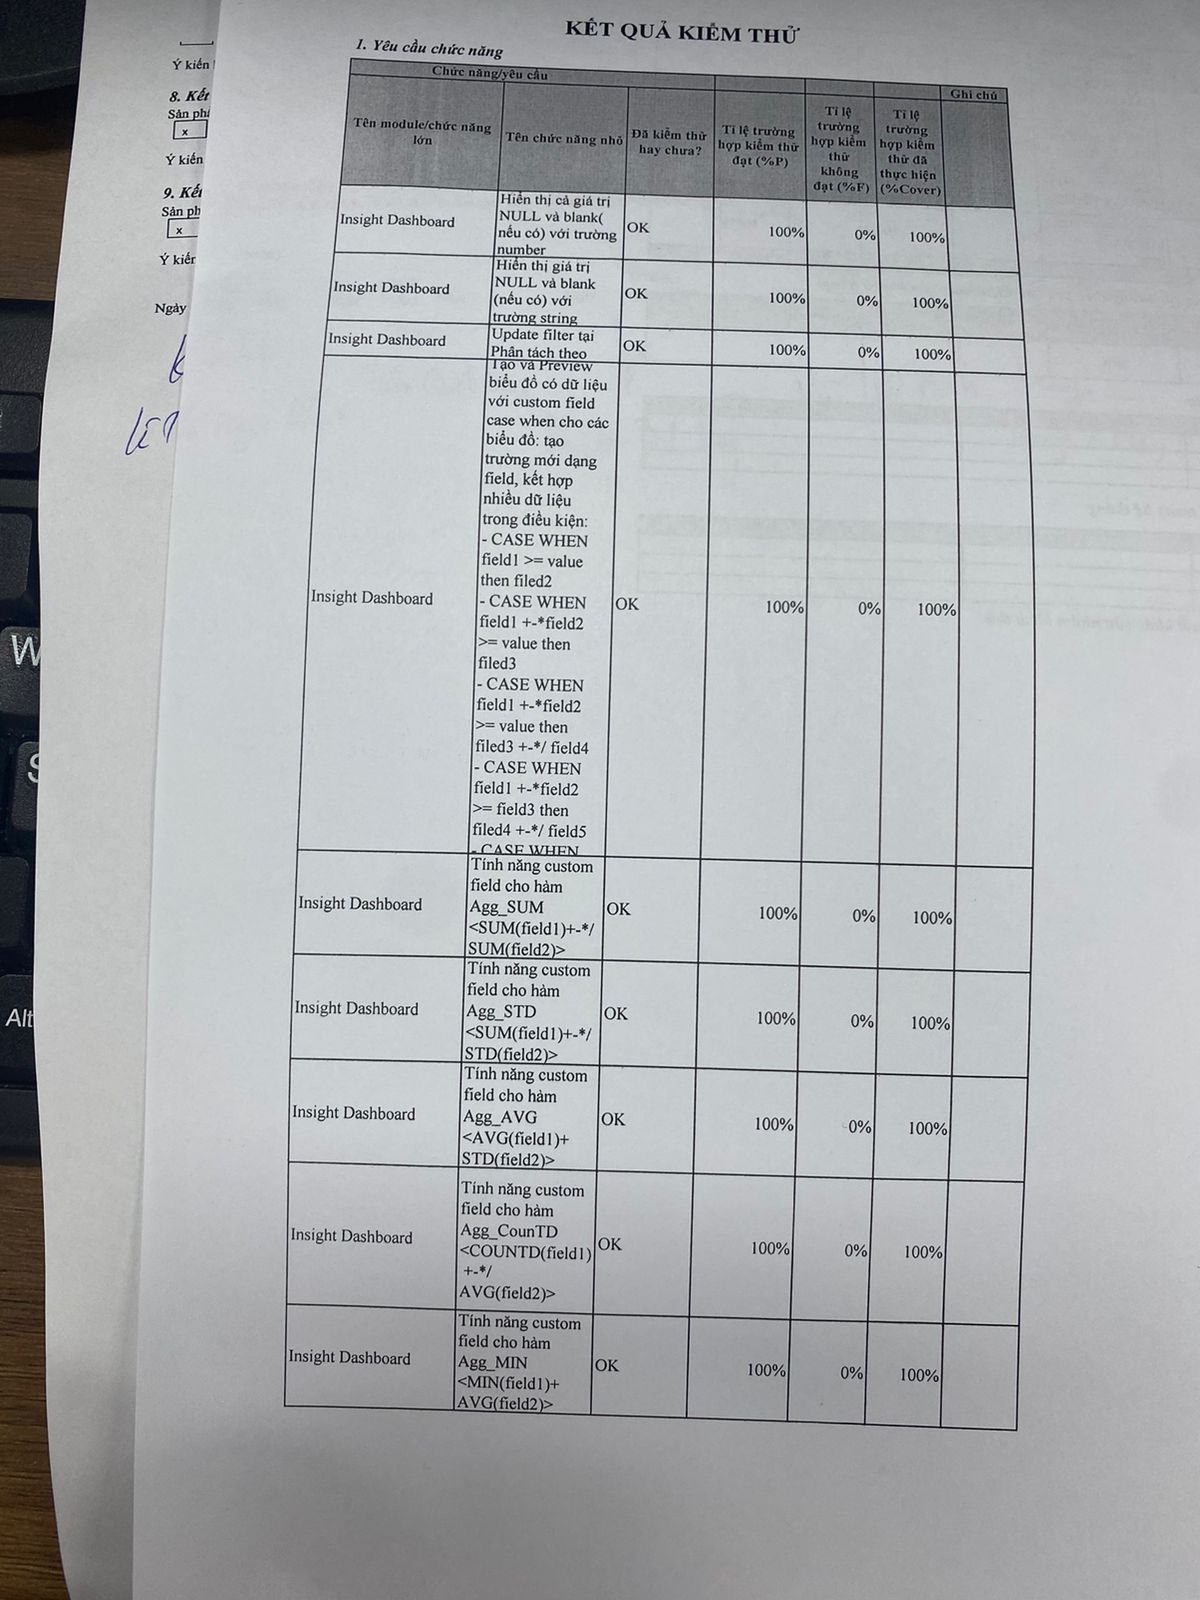 KẾT QUẢ KIỂM THỬ
1. Yêu cầu chức năng
Chức năng/yêu cầu
Ghi chú
Tên module/chức năng
lớn
Tên chức năng nhỏ
Đã kiểm thử
hay chưa?
Tỉ lệ trường
hợp kiểm thử
đạt (%P)
Tỉ lệ
trường
hợp kiểm
thử
không
đạt (%F)
Tỉ lệ
trường
hợp kiểm
thử đã
thực hiện
(%Cover)
Insight Dashboard
Hiển thị cả giá trị
NULL và blank(
nếu có) với trường
number
OK
100%
0%
100%
Insight Dashboard
Hiển thị giá trị
NULL và blank
(nếu có) với
trường string
OK
100%
0%
100%
Insight Dashboard
Update filter tại
Phân tách theo
OK
100%
0%
100%
Insight Dashboard
Tạo và Preview
biểu đồ có dữ liệu
với custom field
case when cho các
biểu đồ: tạo
trường mới dạng
field, kết hợp
nhiều dữ liệu
trong điều kiện:
- CASE WHEN
field1 >= value
then filed2
- CASE WHEN
field1 +-*field2
>= value then
filed3
- CASE WHEN
field1 +-*field2
>= value then
filed3 +-*/ field4
- CASE WHEN
field1 +-*field2
>= field3 then
filed4 +-*/ field5
- CASE WHEN
OK
100%
0%
100%
Insight Dashboard
Tính năng custom
field cho hàm
Agg_SUM
<SUM(field1)+-*/
SUM(field2)>
OK
100%
0%
100%
Insight Dashboard
Tính năng custom
field cho hàm
Agg_STD
<SUM(field1)+-*/
STD(field2)>
OK
100%
0%
100%
Insight Dashboard
Tính năng custom
field cho hàm
Agg_AVG
<AVG(field1)+
STD(field2)>
OK
100%
0%
100%
Insight Dashboard
Tính năng custom
field cho hàm
Agg_CounTD
<COUNTD(field1)
+-*/
AVG(field2)>
OK
100%
0%
100%
Insight Dashboard
Tính năng custom
field cho hàm
Agg_MIN
<MIN(field1)+
AVG(field2)>
OK
100%
0%
100%
Ý kiến
8. Kết
Sản
x
Ý kiến
9. Kết
Sản
x
Ý
Ngày
W
S
Alt